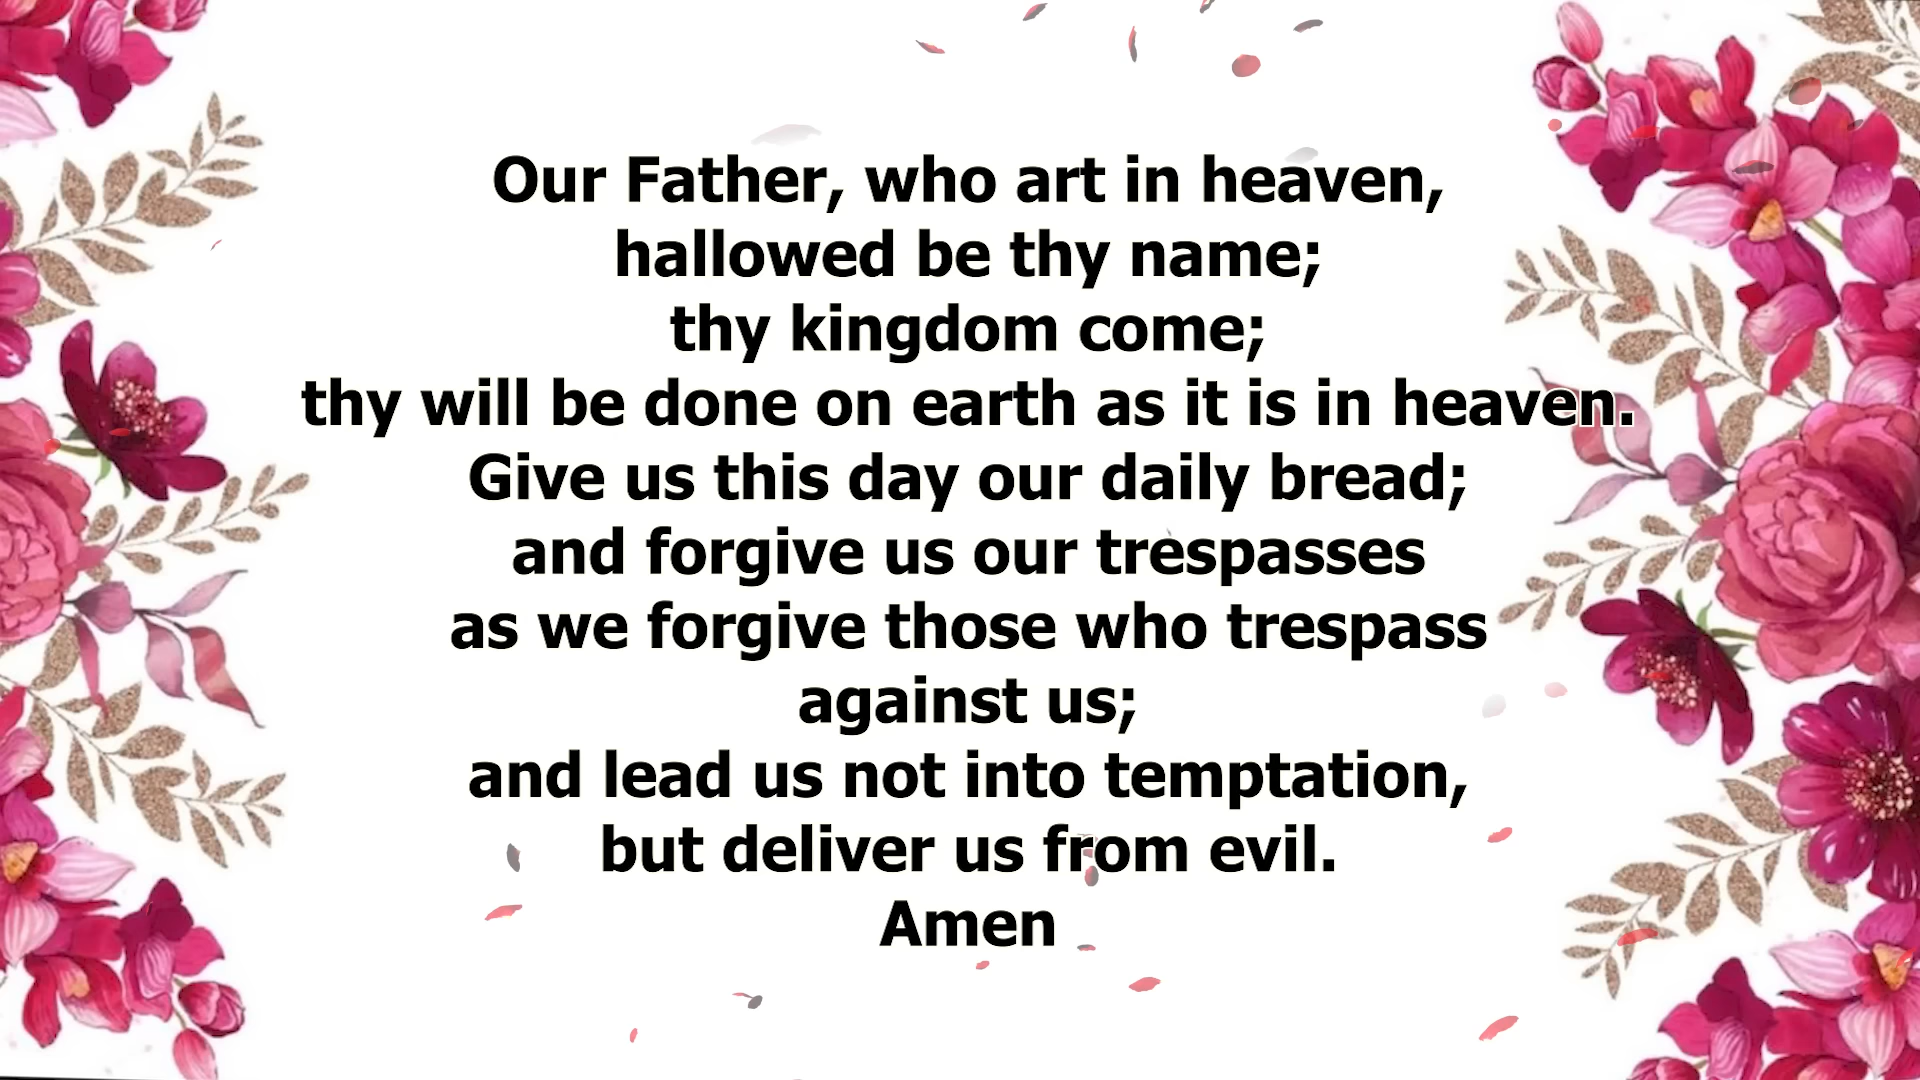 Our Father, who art in heaven,
hallowed be thy name;
thy kingdom come;
thy will be done on earth as it is in heaven.
Give us this day our daily bread;
and forgive us our trespasses
as we forgive those who trespass
against us;
and lead us not into temptation,
but deliver us from evil.
Amen